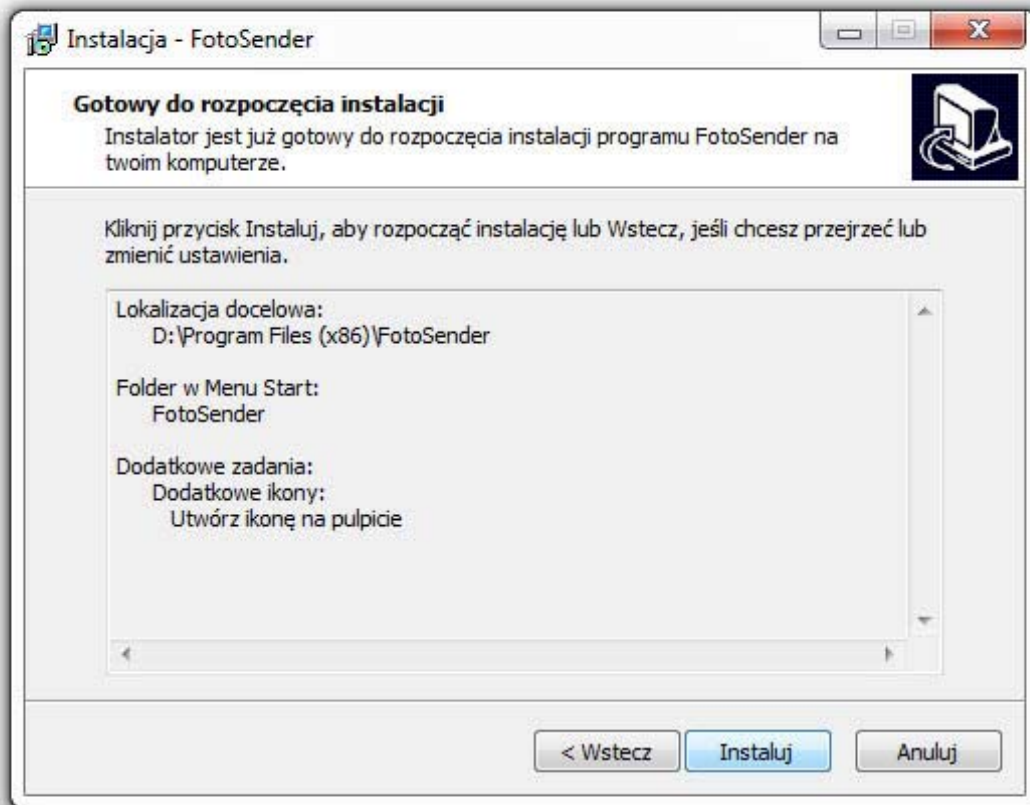 Instalacja - FotoSender
Gotowy do rozpoczęcia instalacji
Instalator jest już gotowy do rozpoczęcia instalacji programu FotoSender na
twoim komputerze.
Kliknij przycisk Instaluj, aby rozpocząć instalację lub Wstecz, jeśli chcesz przejrzeć lub
zmienić ustawienia.
Lokalizacja docelowa:
D:\Program Files (x86)\FotoSender
Folder w Menu Start:
FotoSender
Dodatkowe zadania:
Dodatkowe ikony:
Utwórz ikonę na pulpicie
< Wstecz
Instaluj
Anuluj